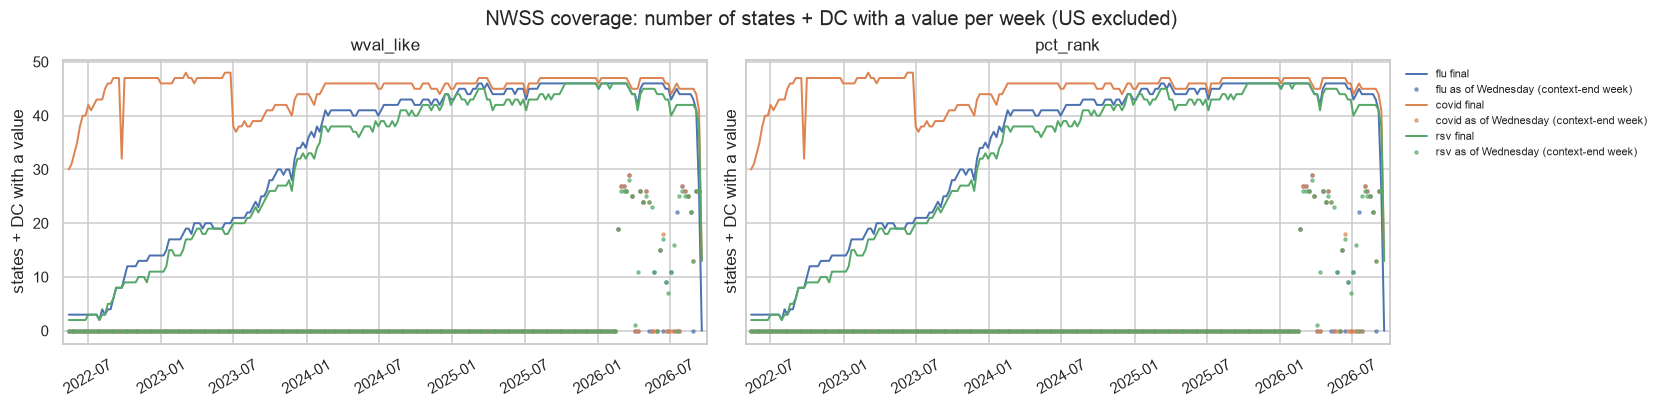 NWSS coverage: number of states + DC with a value per week (US excluded)
wval_like
pct_rank
states + DC with a value
50
40
30
20
10
0
2022-07
2023-01
2023-07
2024-01
2024-07
2025-01
2025-07
2026-01
2026-07
states + DC with a value
2022-07
2023-01
2023-07
2024-01
2024-07
2025-01
2025-07
2026-01
2026-07
flu final
flu as of Wednesday (context-end week)
covid final
covid as of Wednesday (context-end week)
rsv final
rsv as of Wednesday (context-end week)